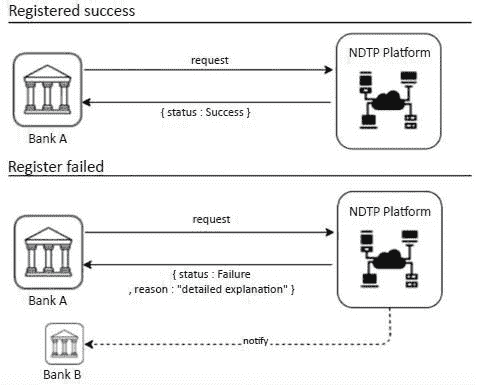 Registered success
request
NDTP Platform
{ status : Success }
Bank A
Register failed
request
NDTP Platform
{ status : Failure
, reason : "detailed explanation" }
Bank A
notify
Bank B